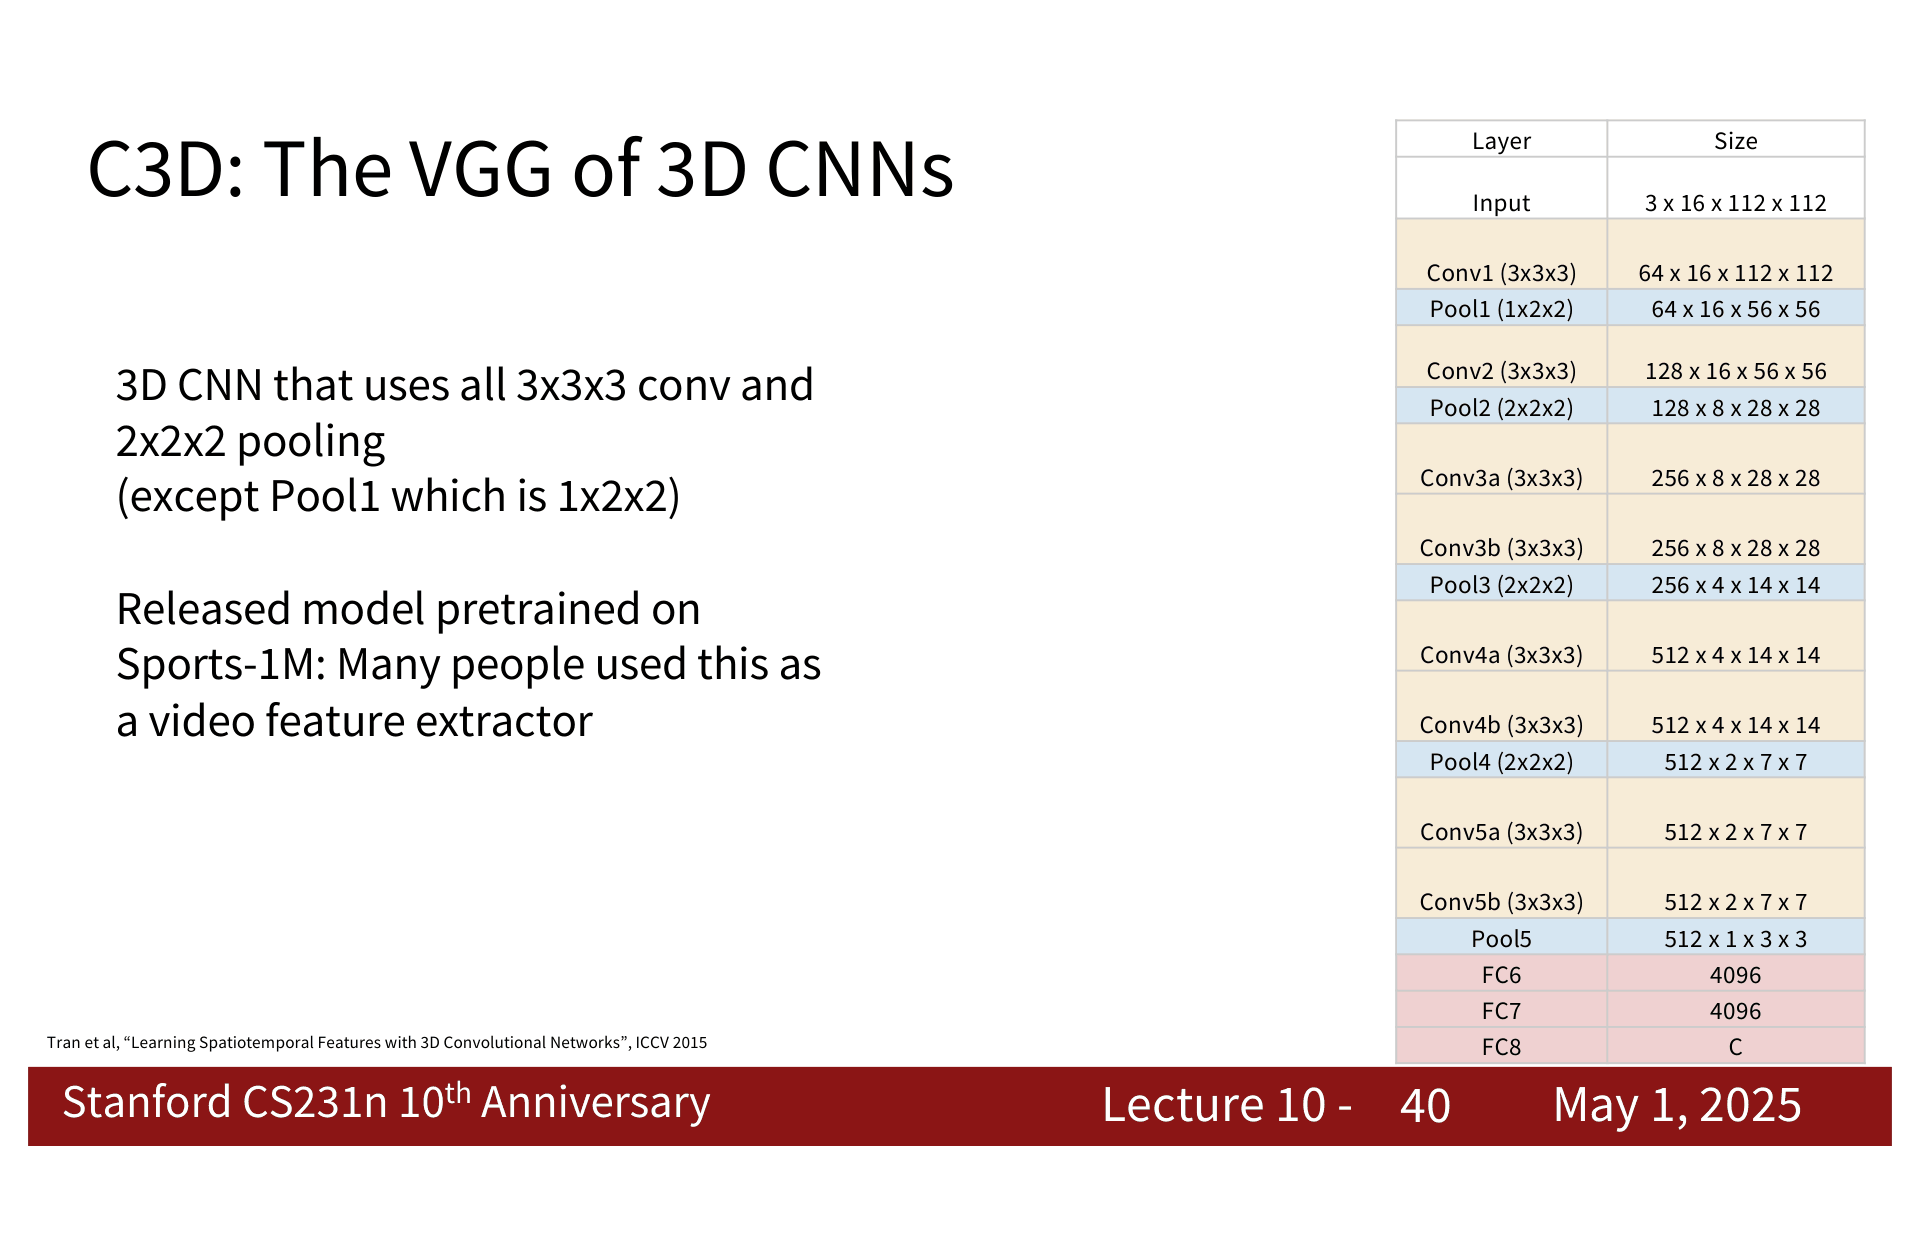 C3D: The VGG of 3D CNNs
3D CNN that uses all 3x3x3 conv and
2x2x2 pooling
(except Pool1 which is 1x2x2)
Released model pretrained on
Sports-1M: Many people used this as
a video feature extractor
Layer Size
Input 3 x 16 x 112 x 112
Conv1 (3x3x3) 64 x 16 x 112 x 112
Pool1 (1x2x2) 64 x 16 x 56 x 56
Conv2 (3x3x3) 128 x 16 x 56 x 56
Pool2 (2x2x2) 128 x 8 x 28 x 28
Conv3a (3x3x3) 256 x 8 x 28 x 28
Conv3b (3x3x3) 256 x 8 x 28 x 28
Pool3 (2x2x2) 256 x 4 x 14 x 14
Conv4a (3x3x3) 512 x 4 x 14 x 14
Conv4b (3x3x3) 512 x 4 x 14 x 14
Pool4 (2x2x2) 512 x 2 x 7 x 7
Conv5a (3x3x3) 512 x 2 x 7 x 7
Conv5b (3x3x3) 512 x 2 x 7 x 7
Pool5 512 x 1 x 3 x 3
FC6 4096
FC7 4096
FC8 C
Tran et al, “Learning Spatiotemporal Features with 3D Convolutional Networks”, ICCV 2015
Stanford CS231n 10th Anniversary Lecture 10 - 40 May 1, 2025